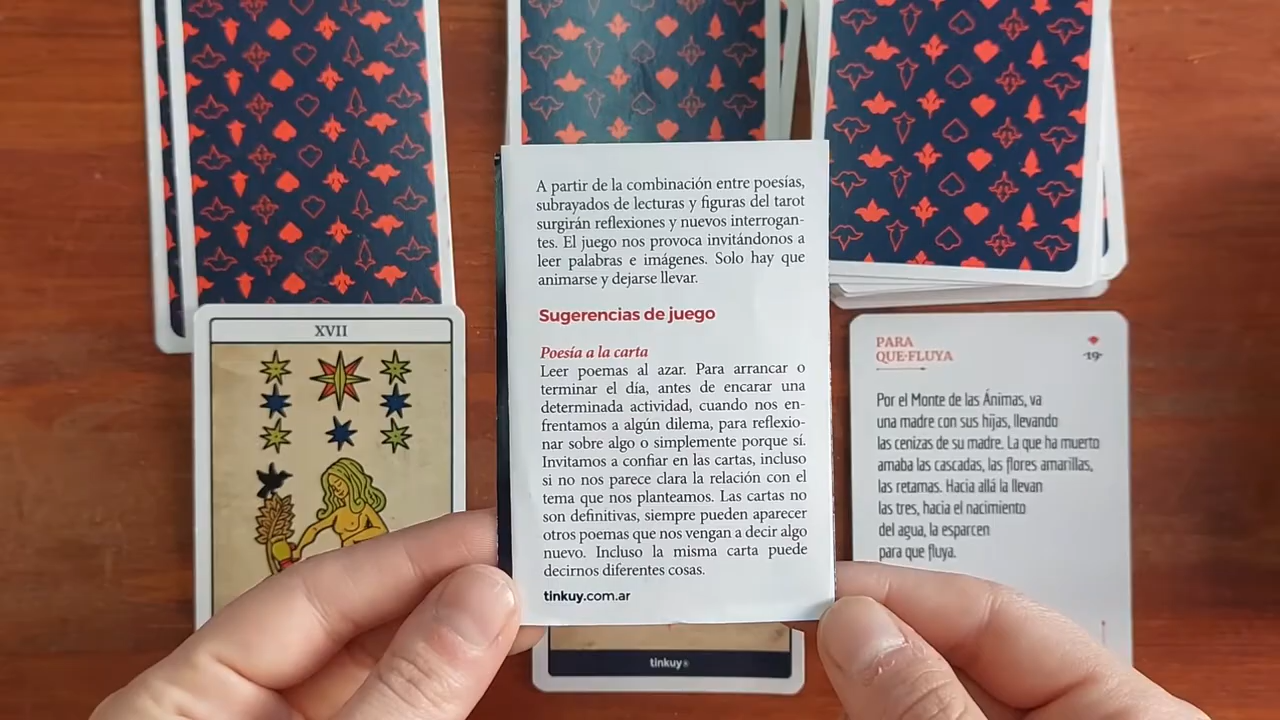 A partir de la combinación entre poesías,
subrayados de lecturas y figuras del tarot
surgirán reflexiones y nuevos interrogan-
tes. El juego nos provoca invitándonos a
leer palabras e imágenes. Solo hay que
animarse y dejarse llevar.
Sugerencias de juego
Poesía a la carta
Leer poemas al azar. Para arrancar o
terminar el día, antes de encarar una
determinada actividad, cuando nos en-
frentamos a algún dilema, para reflexio-
nar sobre algo o simplemente porque sí.
Invitamos a confiar en las cartas, incluso
si no nos parece clara la relación con el
tema que nos planteamos. Las cartas no
son definitivas, siempre pueden aparecer
otros poemas que nos vengan a decir algo
nuevo. Incluso la misma carta puede
decirnos diferentes cosas.
tinkuy.com.ar
XVII
PARA
QUE FLUYA
-19-
Por el Monte de las Ánimas, va
una madre con sus hijas, llevando
las cenizas de su madre. La que ha muerto
amaba las cascadas, las flores amarillas,
las retamas. Hacia allá la llevan
las tres, hacia el nacimiento
del agua, la esparcen
para que fluya.
tinkuy®